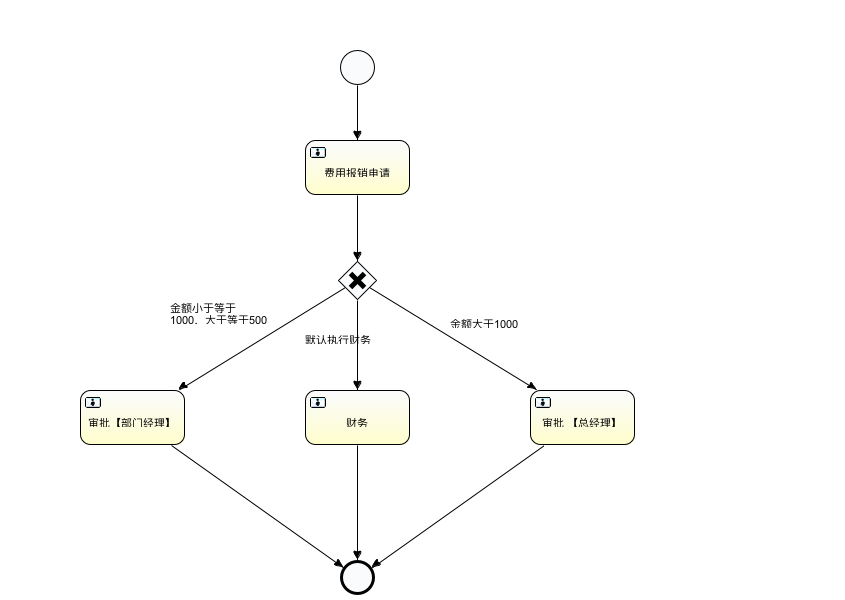 费用报销申请
金额小于等于
1000，大于等于500
默认执行财务
金额大于1000
审批【部门经理】
财务
审批 【总经理】